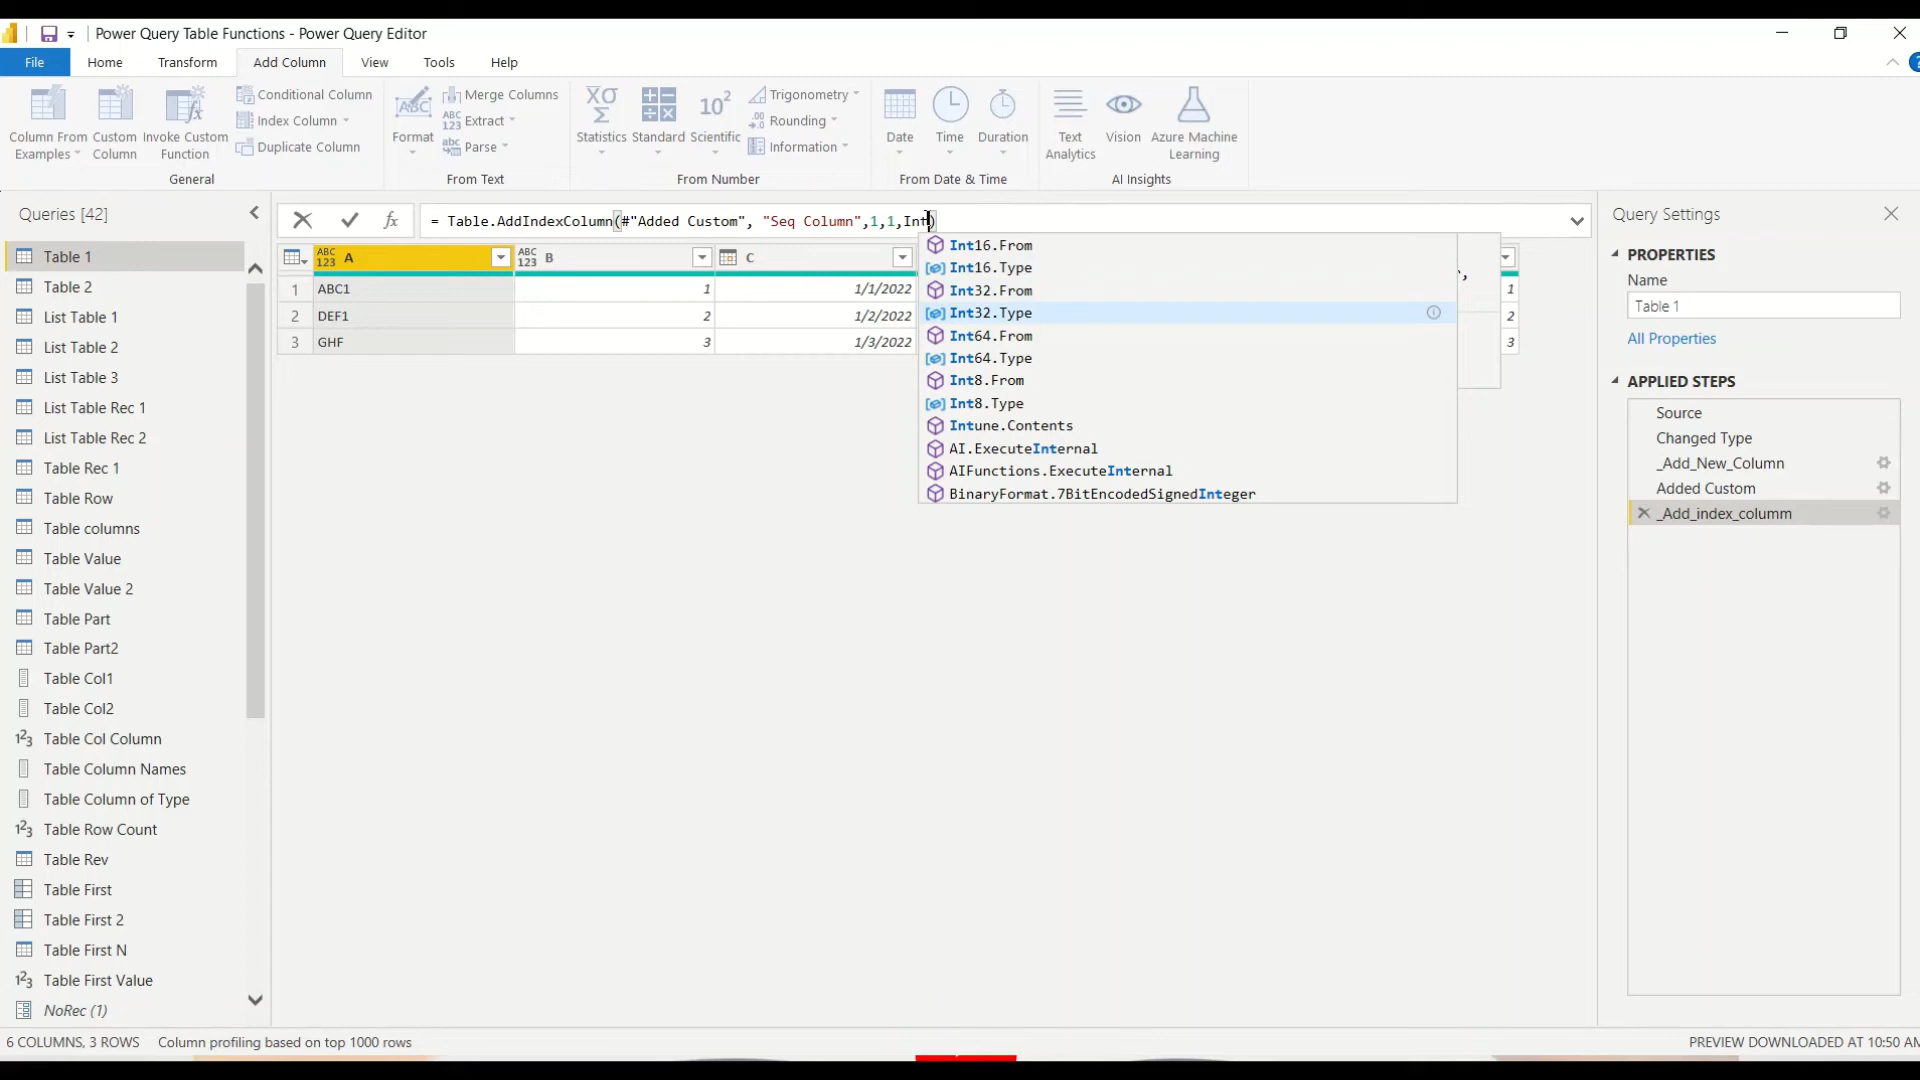 Power Query Table Functions - Power Query Editor
File Home Transform Add Column View Tools Help
Column From Examples
Custom Column
Invoke Custom Function
Conditional Column
Index Column
Duplicate Column
General
Format
Merge Columns
Extract
Parse
From Text
Statistics
Standard
Scientific
Trigonometry
Rounding
Information
From Number
Date
Time
Duration
From Date & Time
Text Analytics
Vision
Azure Machine Learning
AI Insights
Queries [42]
Table 1
Table 2
List Table 1
List Table 2
List Table 3
List Table Rec 1
List Table Rec 2
Table Rec 1
Table Row
Table columns
Table Value
Table Value 2
Table Part
Table Part2
Table Col1
Table Col2
Table Col Column
Table Column Names
Table Column of Type
Table Row Count
Table Rev
Table First
Table First 2
Table First N
Table First Value
NoRec (1)
= Table.AddIndexColumn(#"Added Custom", "Seq Column",1,1,Int)
ABC 123 A ABC 123 B C
1 ABC1 1 1/1/2022 1
2 DEF1 2 1/2/2022 2
3 GHF 3 1/3/2022 3
Int16.From
Int16.Type
Int32.From
Int32.Type
Int64.From
Int64.Type
Int8.From
Int8.Type
Intune.Contents
AI.ExecuteInternal
AIFunctions.ExecuteInternal
BinaryFormat.7BitEncodedSignedInteger
Query Settings
PROPERTIES
Name
Table 1
All Properties
APPLIED STEPS
Source
Changed Type
_Add_New_Column
Added Custom
_Add_index_columm
6 COLUMNS, 3 ROWS Column profiling based on top 1000 rows
PREVIEW DOWNLOADED AT 10:50 AM